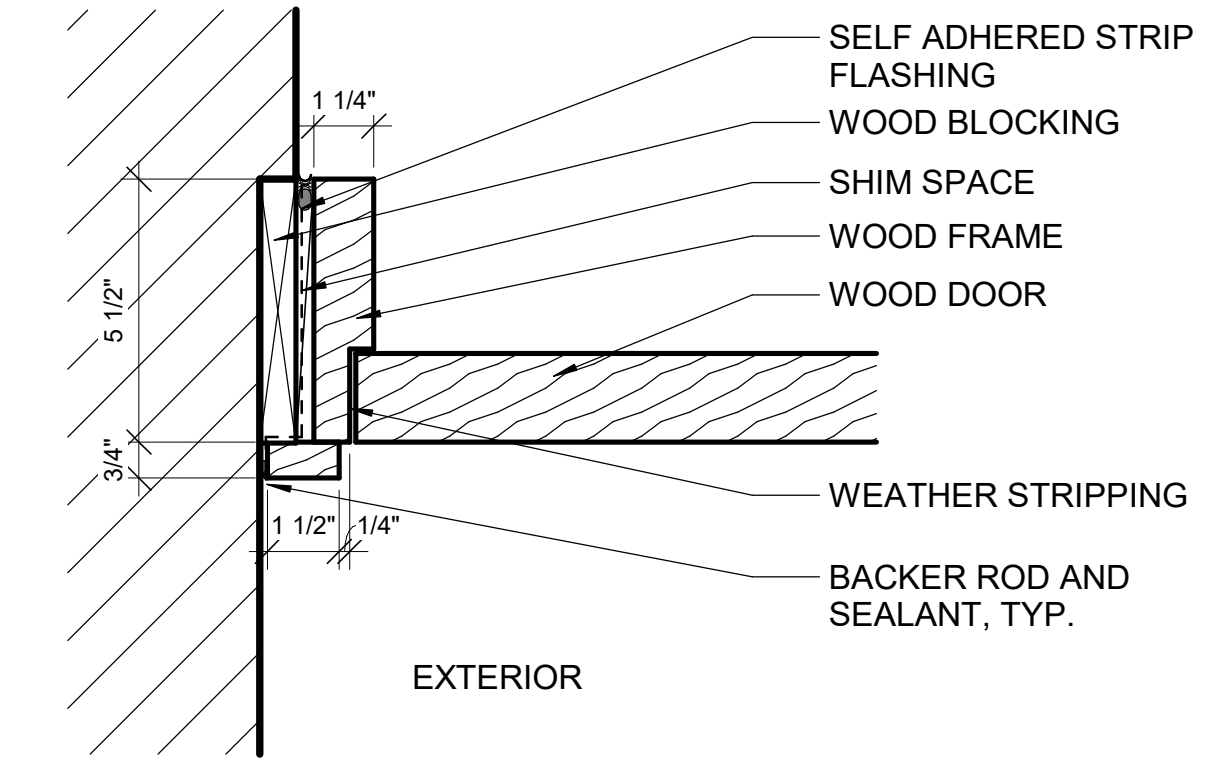 SELF ADHERED STRIP
FLASHING
1 1/4"
WOOD BLOCKING
SHIM SPACE
WOOD FRAME
WOOD DOOR
5 1/2"
3/4"
WEATHER STRIPPING
1 1/2"
1/4"
BACKER ROD AND
SEALANT, TYP.
EXTERIOR